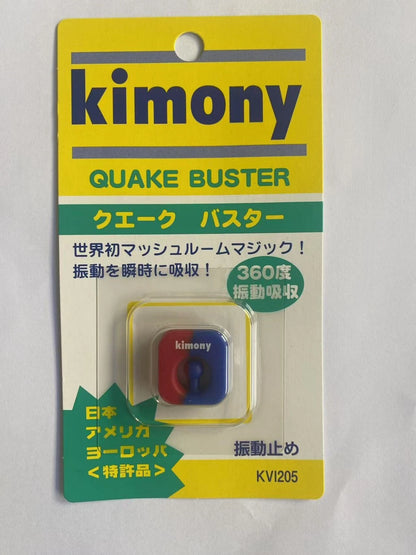 kimony
QUAKE BUSTER
クエーク バスター
世界初マッシュルームマジック！
振動を瞬時に吸収！
360度
振動吸収
kimony
日本
アメリカ
ヨーロッパ
<特許品>
振動止め
KVI205